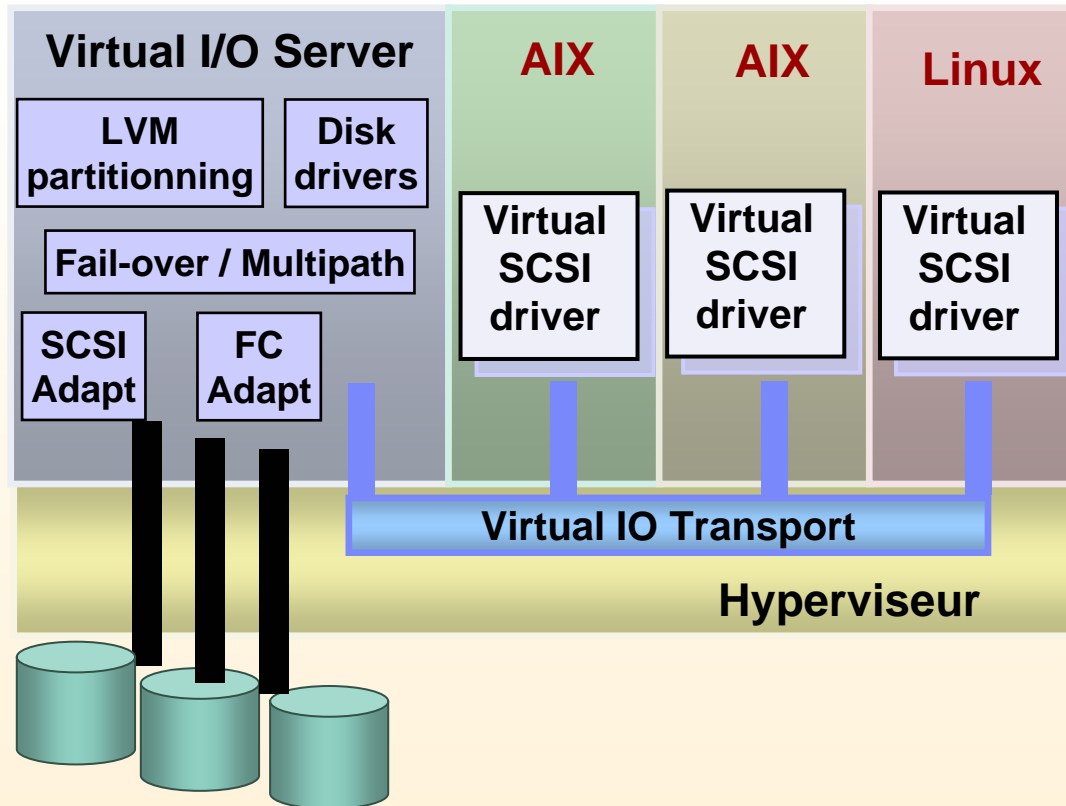 Virtual I/O Server
AIX
AIX
Linux
LVM
partitionning
Disk
drivers
Fail-over / Multipath
SCSI
Adapt
FC
Adapt
Virtual
SCSI
driver
Virtual
SCSI
driver
Virtual
SCSI
driver
Virtual IO Transport
Hyperviseur